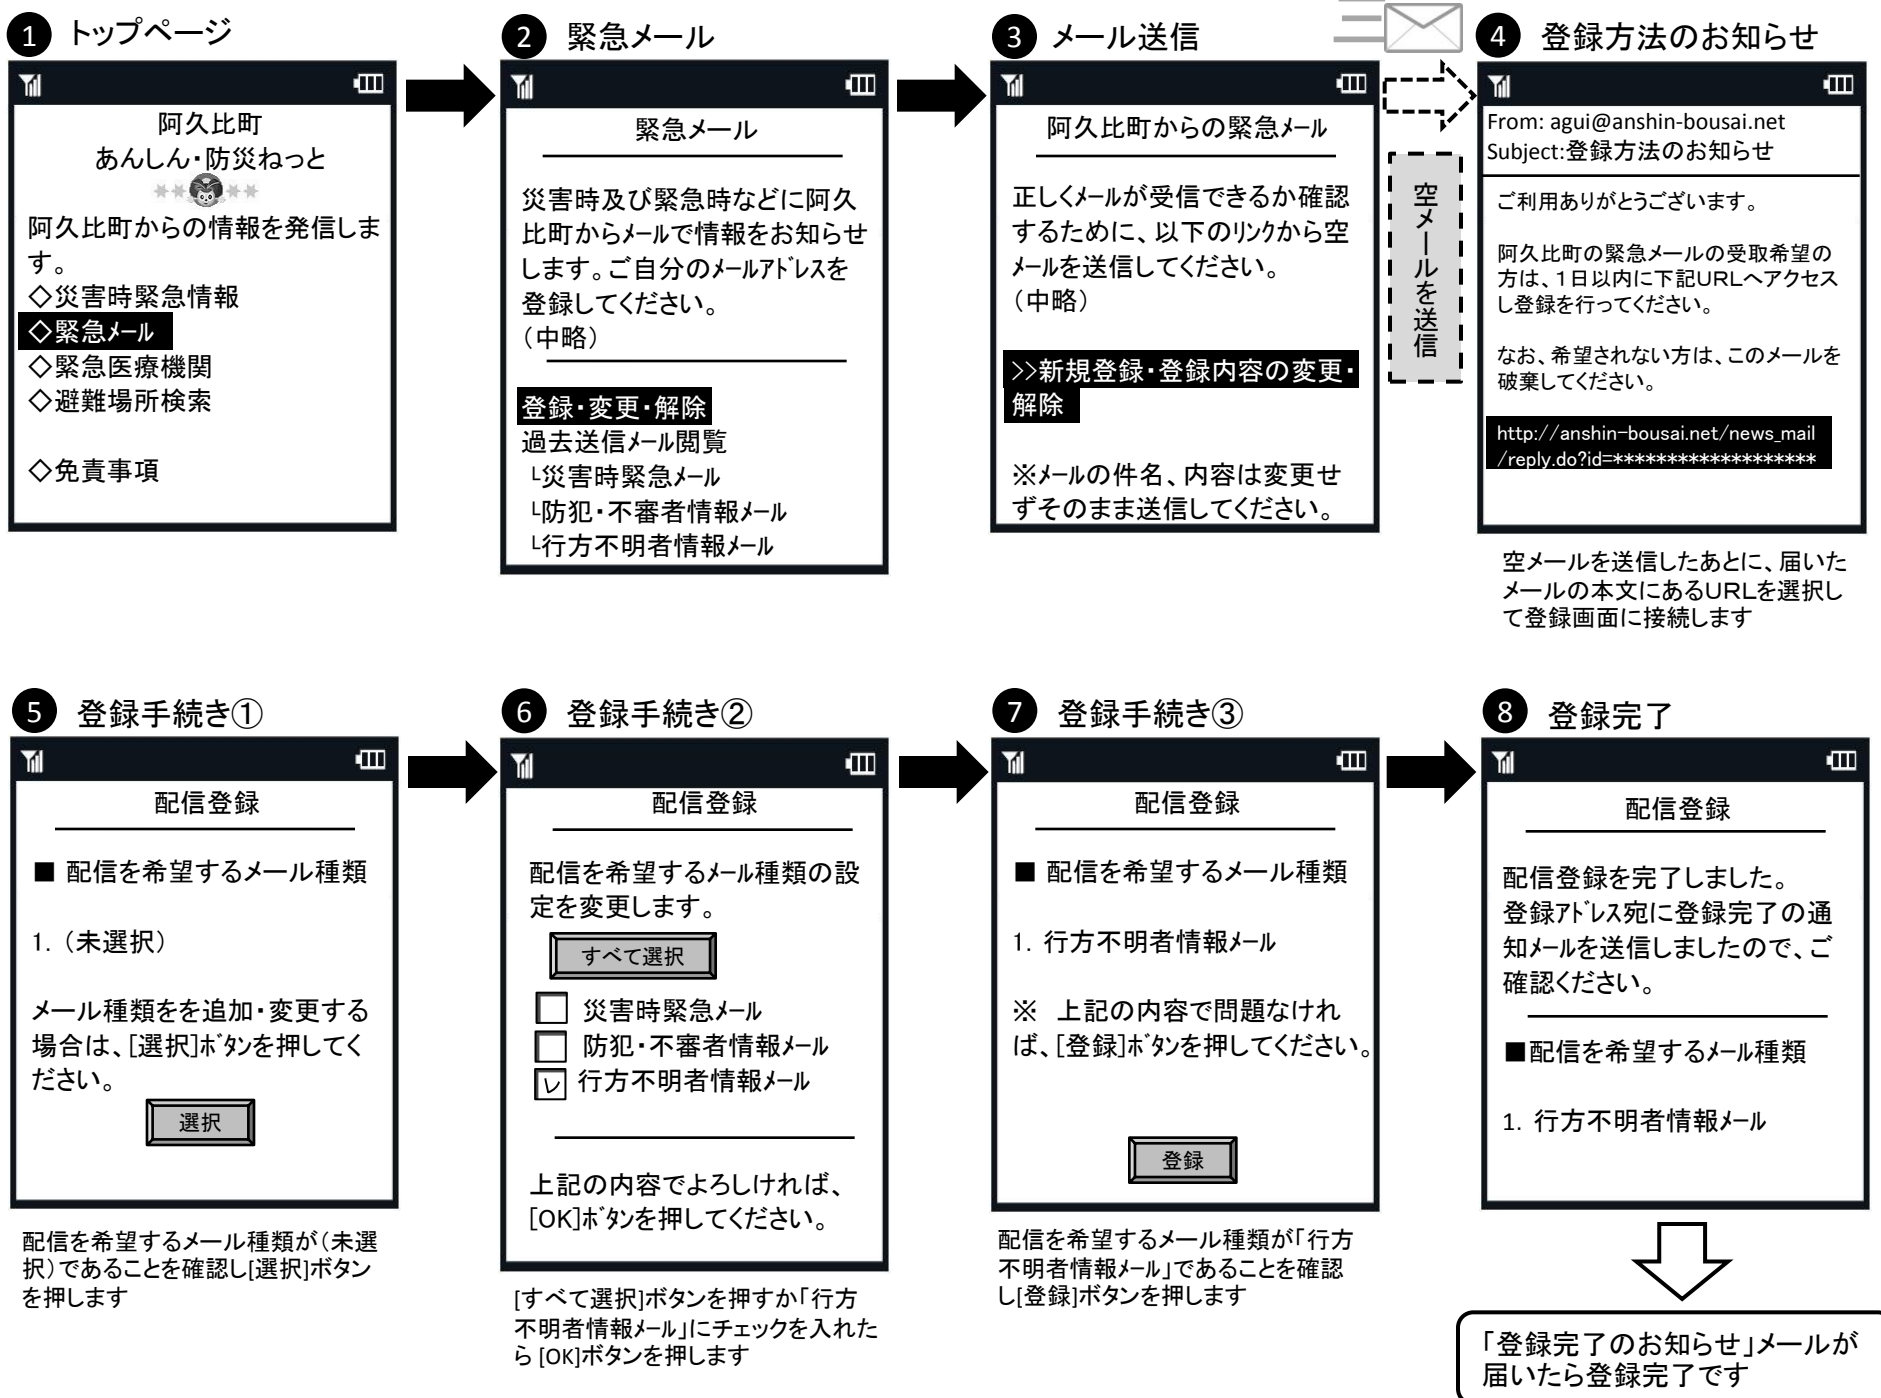 1 トップページ
阿久比町
あんしん・防災ねっと
阿久比町からの情報を発信しま
す。
◇災害時緊急情報
◇緊急ﾒｰﾙ
◇緊急医療機関
◇避難場所検索
◇免責事項
2 緊急メール
緊急メール
災害時及び緊急時などに阿久
比町からﾒｰﾙで情報をお知らせ
します。ご自分のﾒｰﾙｱﾄﾞﾚｽを
登録してください。
（中略）
登録・変更・解除
過去送信ﾒｰﾙ閲覧
└災害時緊急ﾒｰﾙ
└防犯・不審者情報ﾒｰﾙ
└行方不明者情報ﾒｰﾙ
3 メール送信
阿久比町からの緊急ﾒｰﾙ
正しくﾒｰﾙが受信できるか確認
するために、以下のﾘﾝｸから空
ﾒｰﾙを送信してください。
（中略）
>>新規登録・登録内容の変更・
解除
※ﾒｰﾙの件名、内容は変更せ
ずそのまま送信してください。
空メールを送信
4 登録方法のお知らせ
From: agui@anshin-bousai.net
Subject:登録方法のお知らせ
ご利用ありがとうございます。
阿久比町の緊急メールの受取希望の
方は、1日以内に下記URLへアクセス
し登録を行ってください。
なお、希望されない方は、このメールを
破棄してください。
http://anshin-bousai.net/news_mail
/reply.do?id=*******************
空メールを送信したあとに、届いた
メールの本文にあるURLを選択し
て登録画面に接続します
5 登録手続き①
配信登録
■ 配信を希望するメール種類
1. （未選択）
メール種類をを追加・変更する
場合は、[選択]ﾎﾞﾀﾝを押してく
ださい。
選択
配信を希望するメール種類が（未選
択）であることを確認し[選択]ボタン
を押します
6 登録手続き②
配信登録
配信を希望するﾒｰﾙ種類の設
定を変更します。
すべて選択
災害時緊急ﾒｰﾙ
防犯・不審者情報ﾒｰﾙ
行方不明者情報ﾒｰﾙ
上記の内容でよろしければ、
[OK]ﾎﾞﾀﾝを押してください。
[すべて選択]ボタンを押すか「行方
不明者情報ﾒｰﾙ」にチェックを入れた
ら [OK]ボタンを押します
7 登録手続き③
配信登録
■ 配信を希望するメール種類
1. 行方不明者情報ﾒｰﾙ
※ 上記の内容で問題なけれ
ば、[登録]ﾎﾞﾀﾝを押してください。
登録
配信を希望するメール種類が「行方
不明者情報ﾒｰﾙ」であることを確認
し[登録]ボタンを押します
8 登録完了
配信登録
配信登録を完了しました。
登録ｱﾄﾞﾚｽ宛に登録完了の通
知ﾒｰﾙを送信しましたので、ご
確認ください。
■配信を希望するﾒｰﾙ種類
1. 行方不明者情報ﾒｰﾙ
「登録完了のお知らせ」メールが
届いたら登録完了です